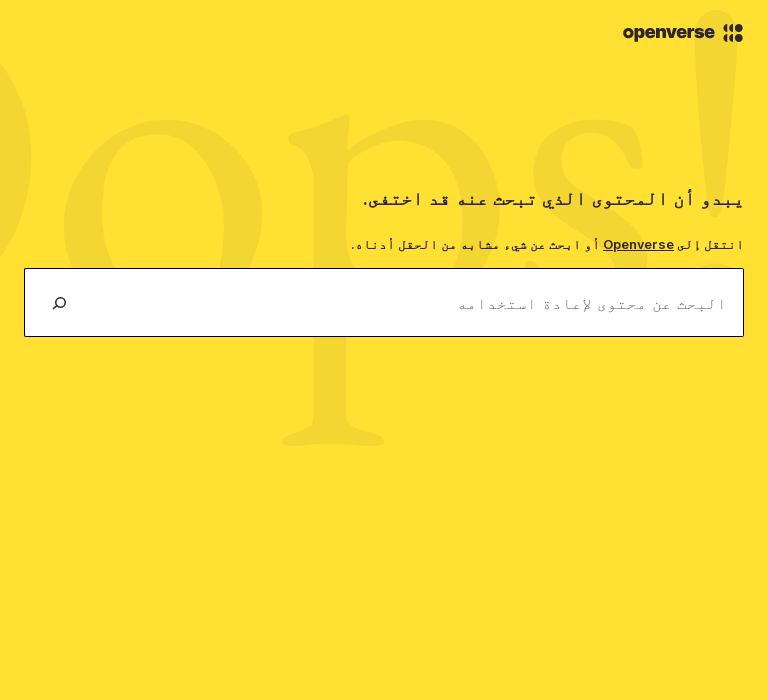 openverse
Oops!
يبدو أن المحتوى الذي تبحث عنه قد اختفى.
انتقل إلى Openverse أو ابحث عن شيء مشابه من الحقل أدناه.
البحث عن محتوى لإعادة استخدامه